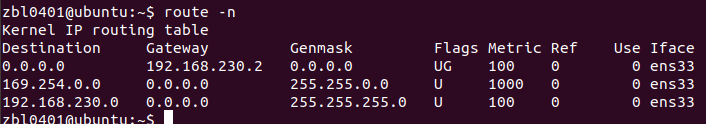 zbl0401@ubuntu:~$ route -n
Kernel IP routing table
Destination     Gateway         Genmask         Flags Metric Ref    Use Iface
0.0.0.0         192.168.230.2   0.0.0.0         UG    100    0        0 ens33
169.254.0.0     0.0.0.0         255.255.0.0     U     1000   0        0 ens33
192.168.230.0   0.0.0.0         255.255.255.0   U     100    0        0 ens33
zbl0401@ubuntu:~$